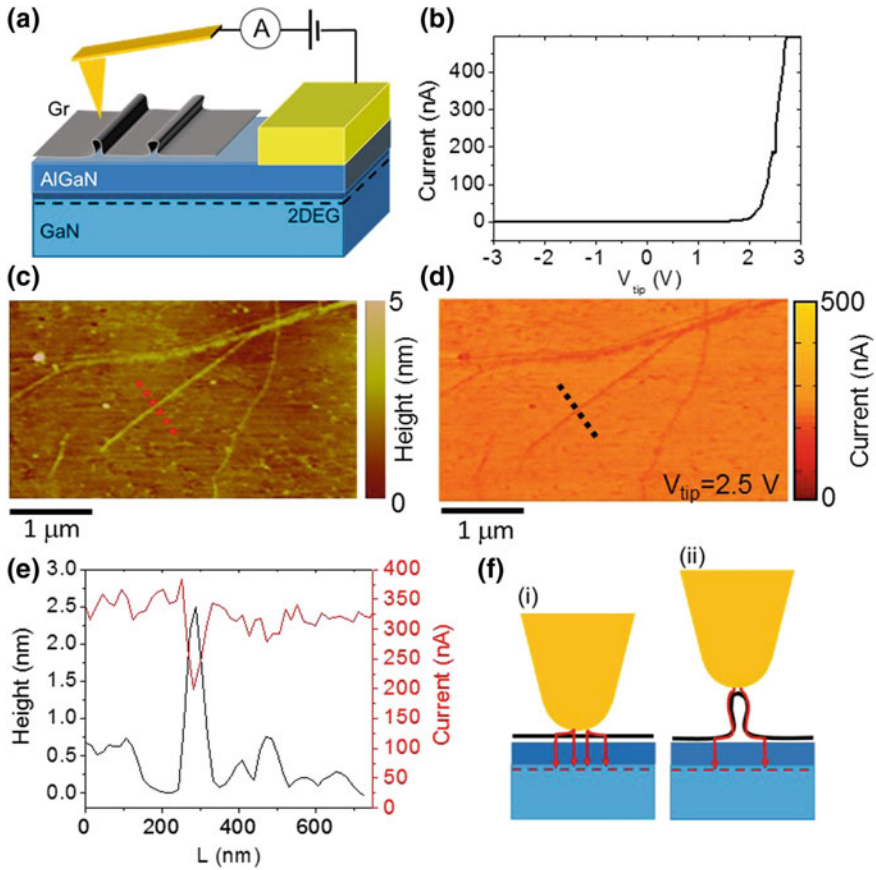 (a)
A
Gr
AlGaN
2DEG
GaN
(b)
Current (nA)
400
300
200
100
0
-3 -2 -1 0 1 2 3
V_tip (V)
(c)
5
Height (nm)
0
1 μm
(d)
500
Current (nA)
0
V_tip=2.5 V
1 μm
(e)
Height (nm)
3.0
2.5
2.0
1.5
1.0
0.5
0.0
400
350
300
250
200
150
100
50
0
Current (nA)
0 200 400 600
L (nm)
(f)
(i)
(ii)